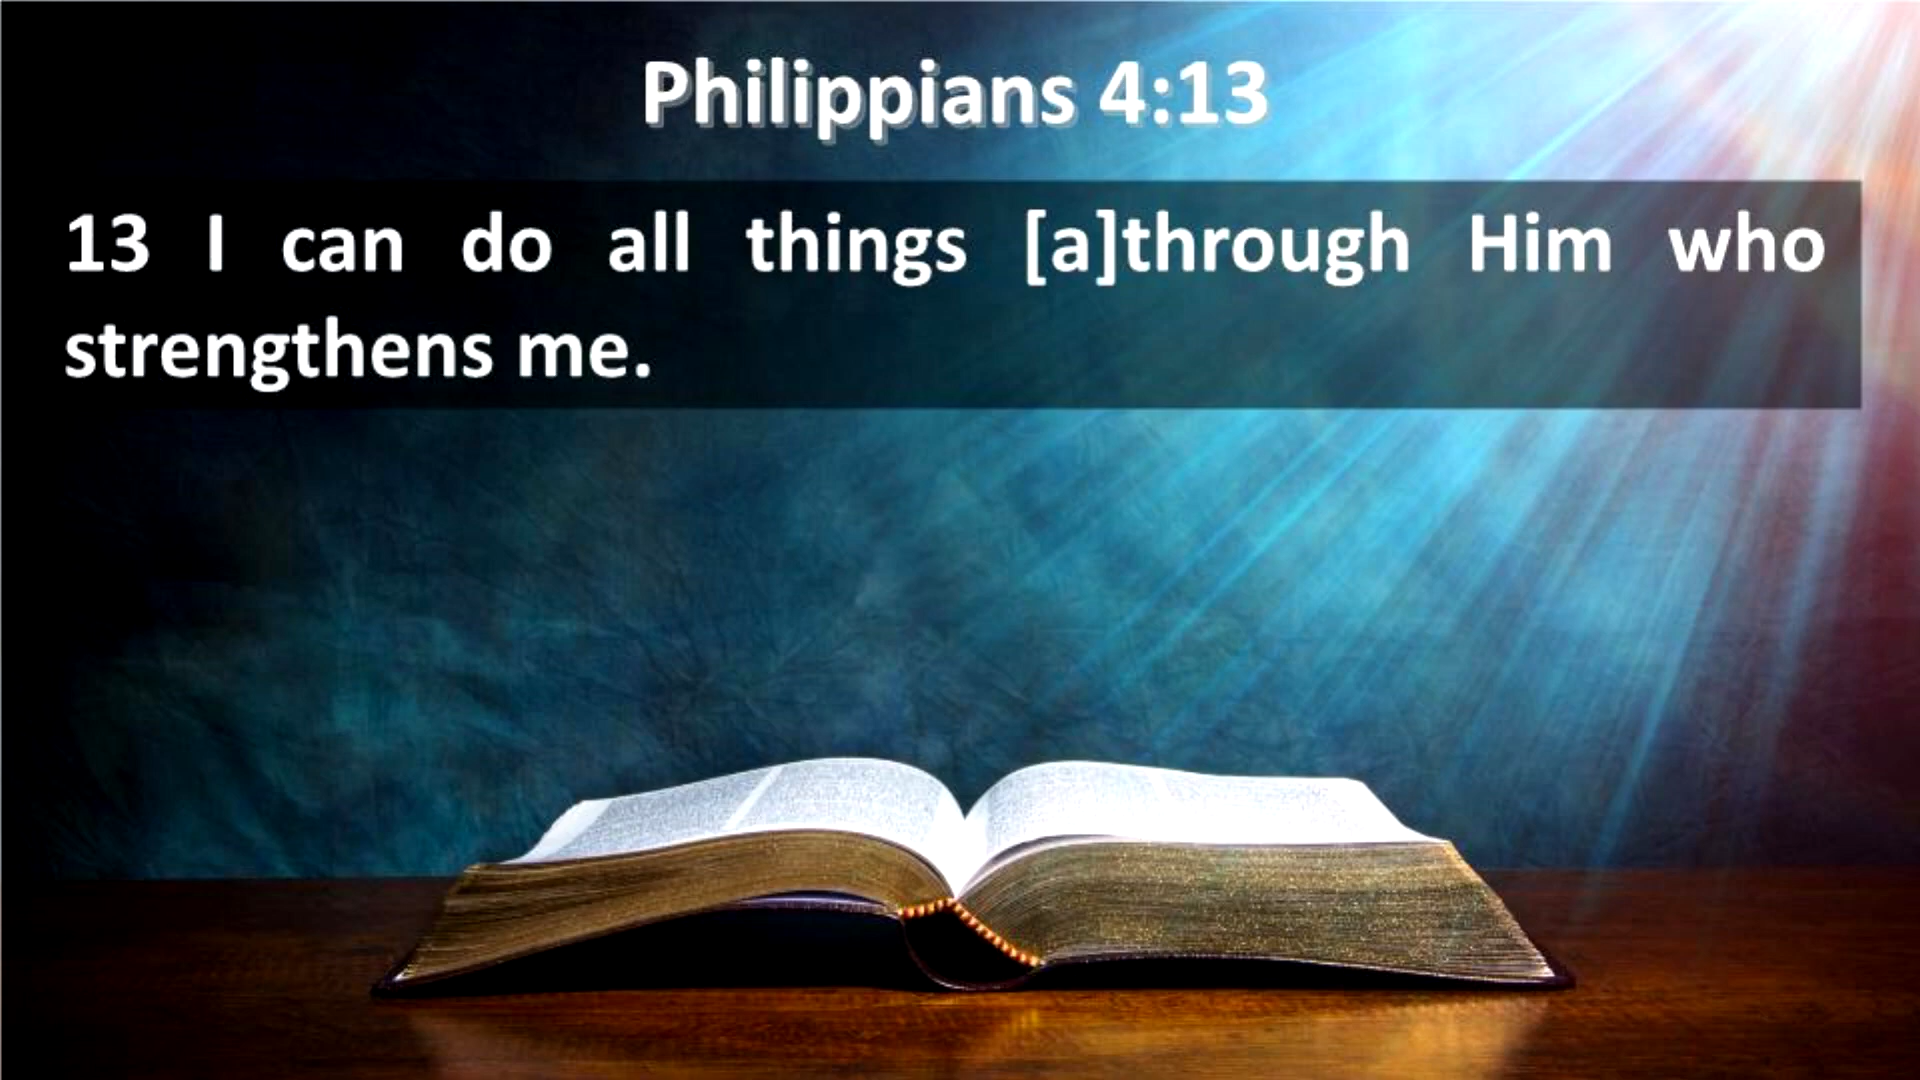 Philippians 4:13
13 I can do all things [a]through Him who
strengthens me.